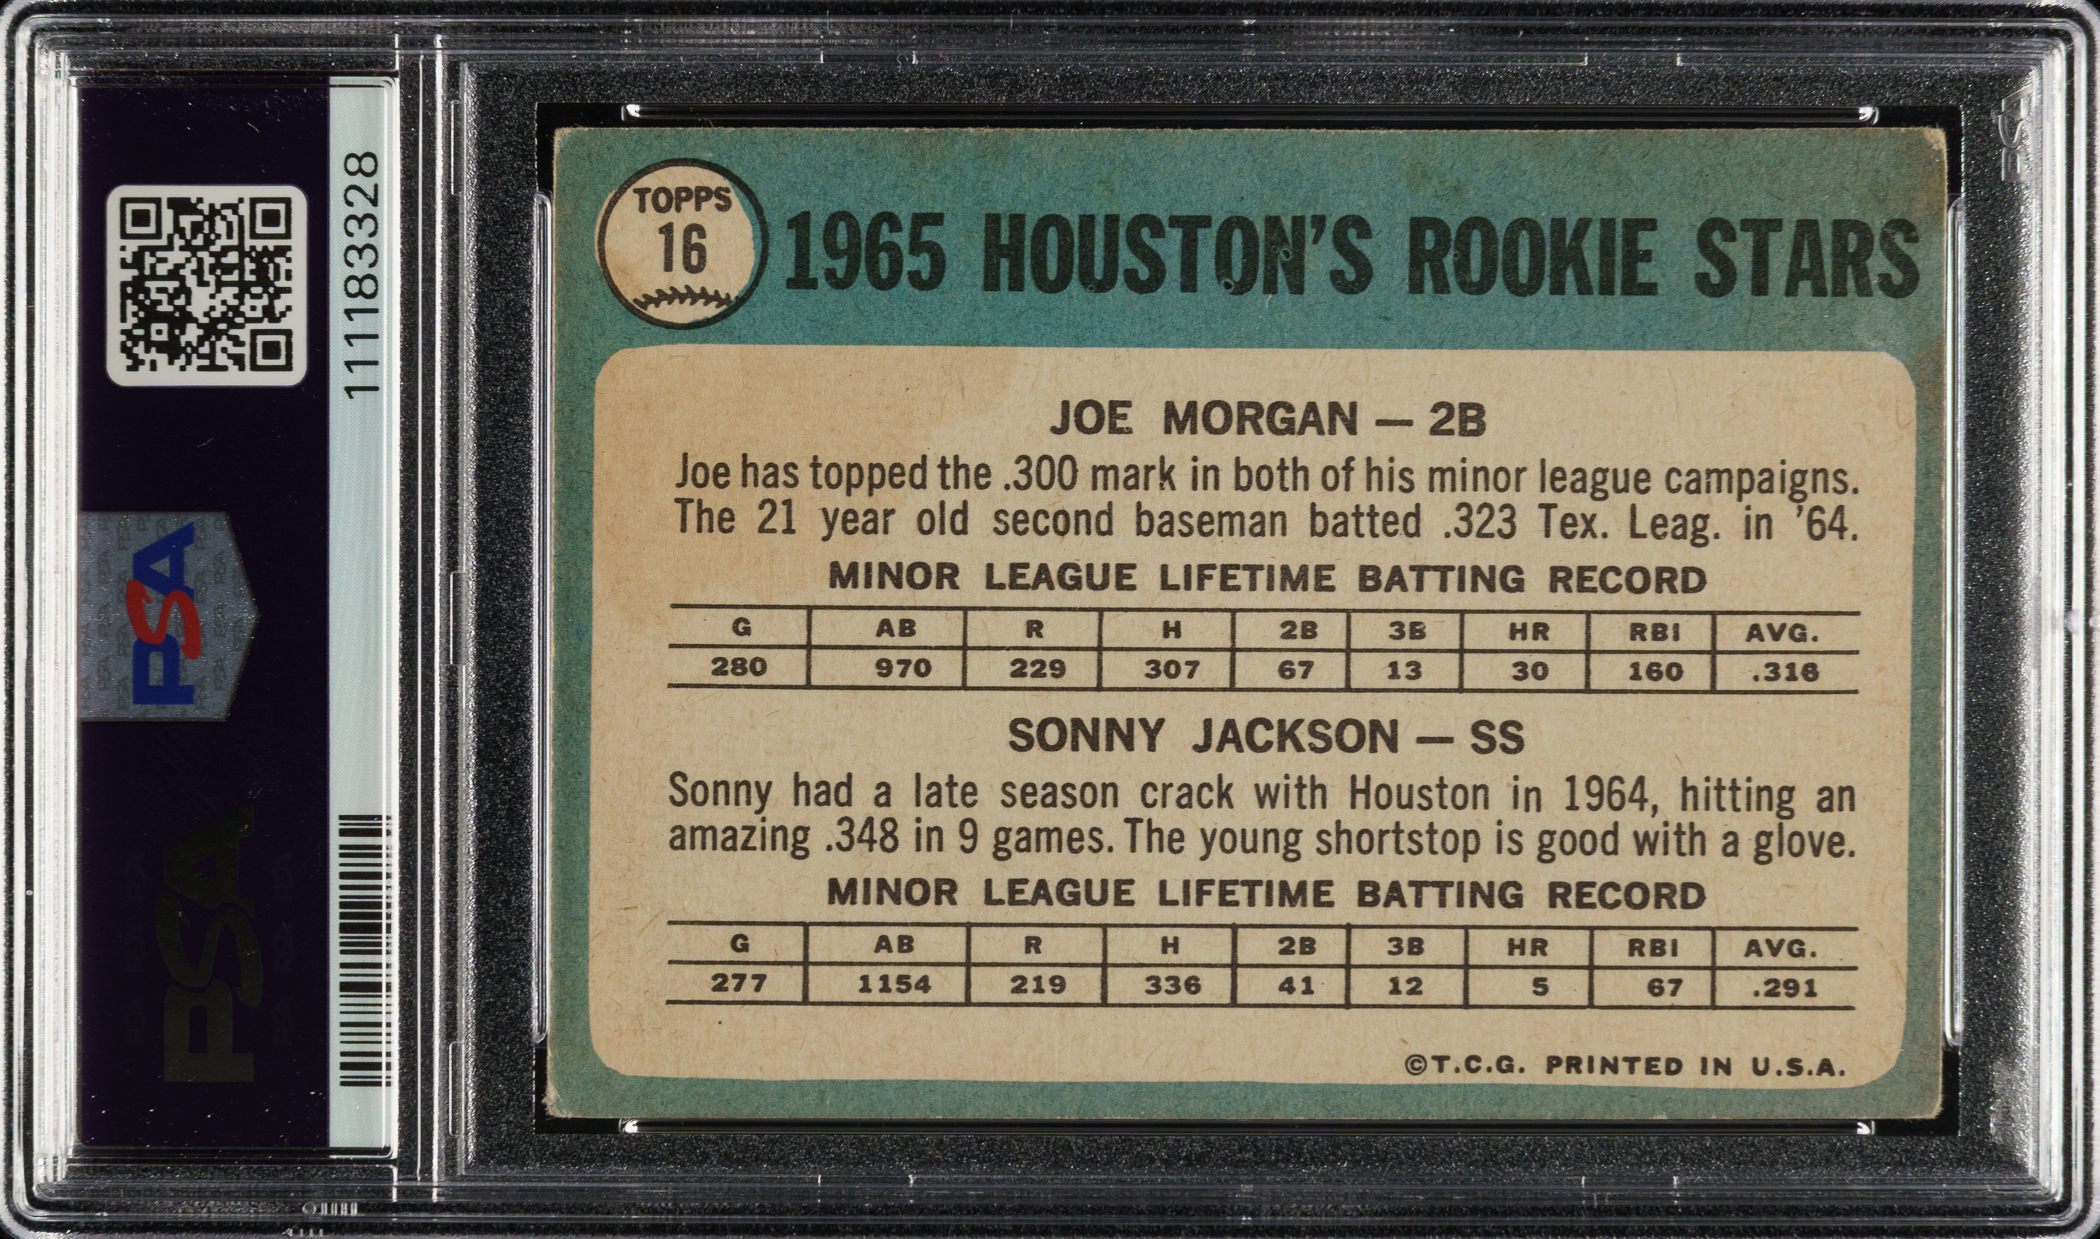 111183328
PSA
PSA
TOPPS
16
1965 HOUSTON'S ROOKIE STARS
JOE MORGAN — 2B
Joe has topped the .300 mark in both of his minor league campaigns.
The 21 year old second baseman batted .323 Tex. Leag. in '64.
MINOR LEAGUE LIFETIME BATTING RECORD
G AB R H 2B 3B HR RBI AVG.
280 970 229 307 67 13 30 160 .316
SONNY JACKSON — SS
Sonny had a late season crack with Houston in 1964, hitting an
amazing .348 in 9 games. The young shortstop is good with a glove.
MINOR LEAGUE LIFETIME BATTING RECORD
G AB R H 2B 3B HR RBI AVG.
277 1154 219 336 41 12 5 67 .291
©T.C.G. PRINTED IN U.S.A.
PSA